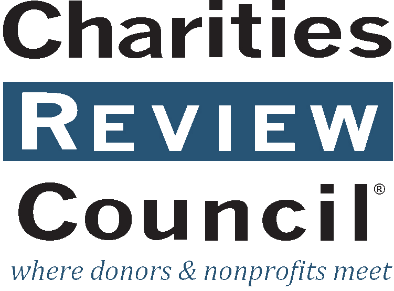 Charities
REVIEW
Council®
where donors & nonprofits meet